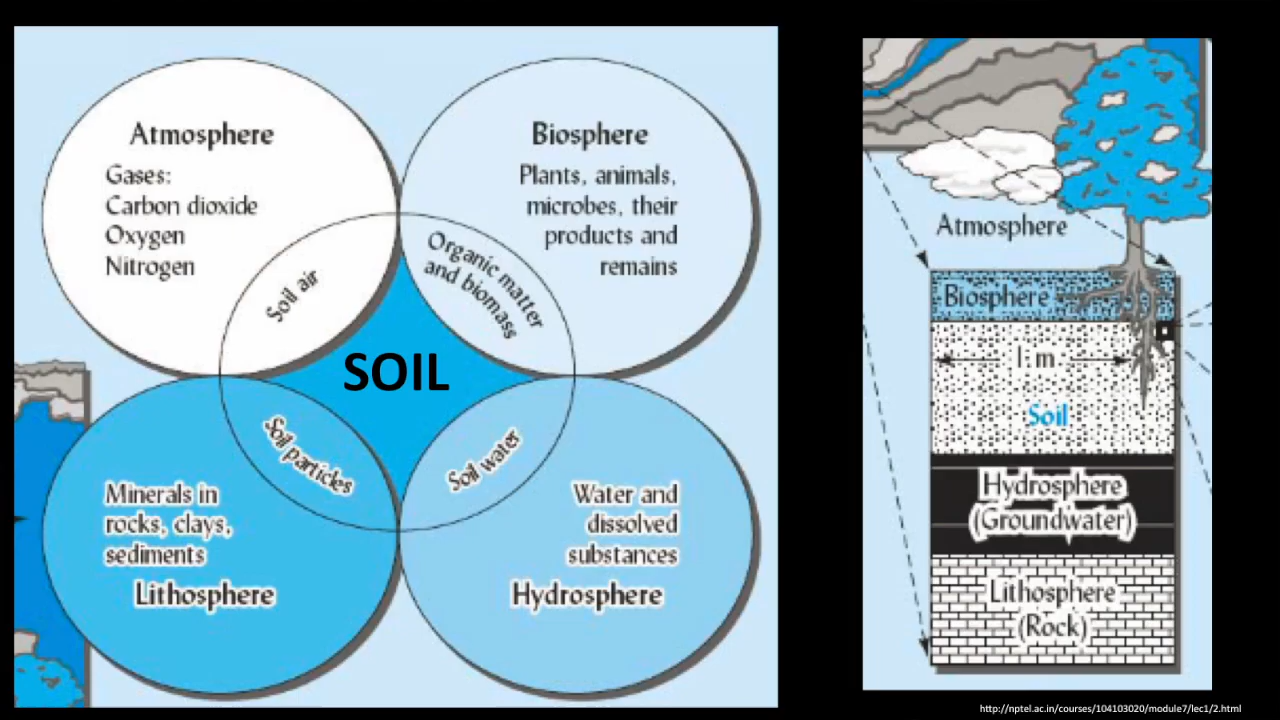 Atmosphere
Gases:
Carbon dioxide
Oxygen
Nitrogen
Soil air
Biosphere
Plants, animals,
microbes, their
products and
remains
Organic matter
and biomass
SOIL
Soil particles
Minerals in
rocks, clays,
sediments
Lithosphere
Soil water
Water and
dissolved
substances
Hydrosphere
Atmosphere
Biosphere
1 m
Soil
Hydrosphere
(Groundwater)
Lithosphere
(Rock)
http://nptel.ac.in/courses/104103020/module7/lec1/2.html